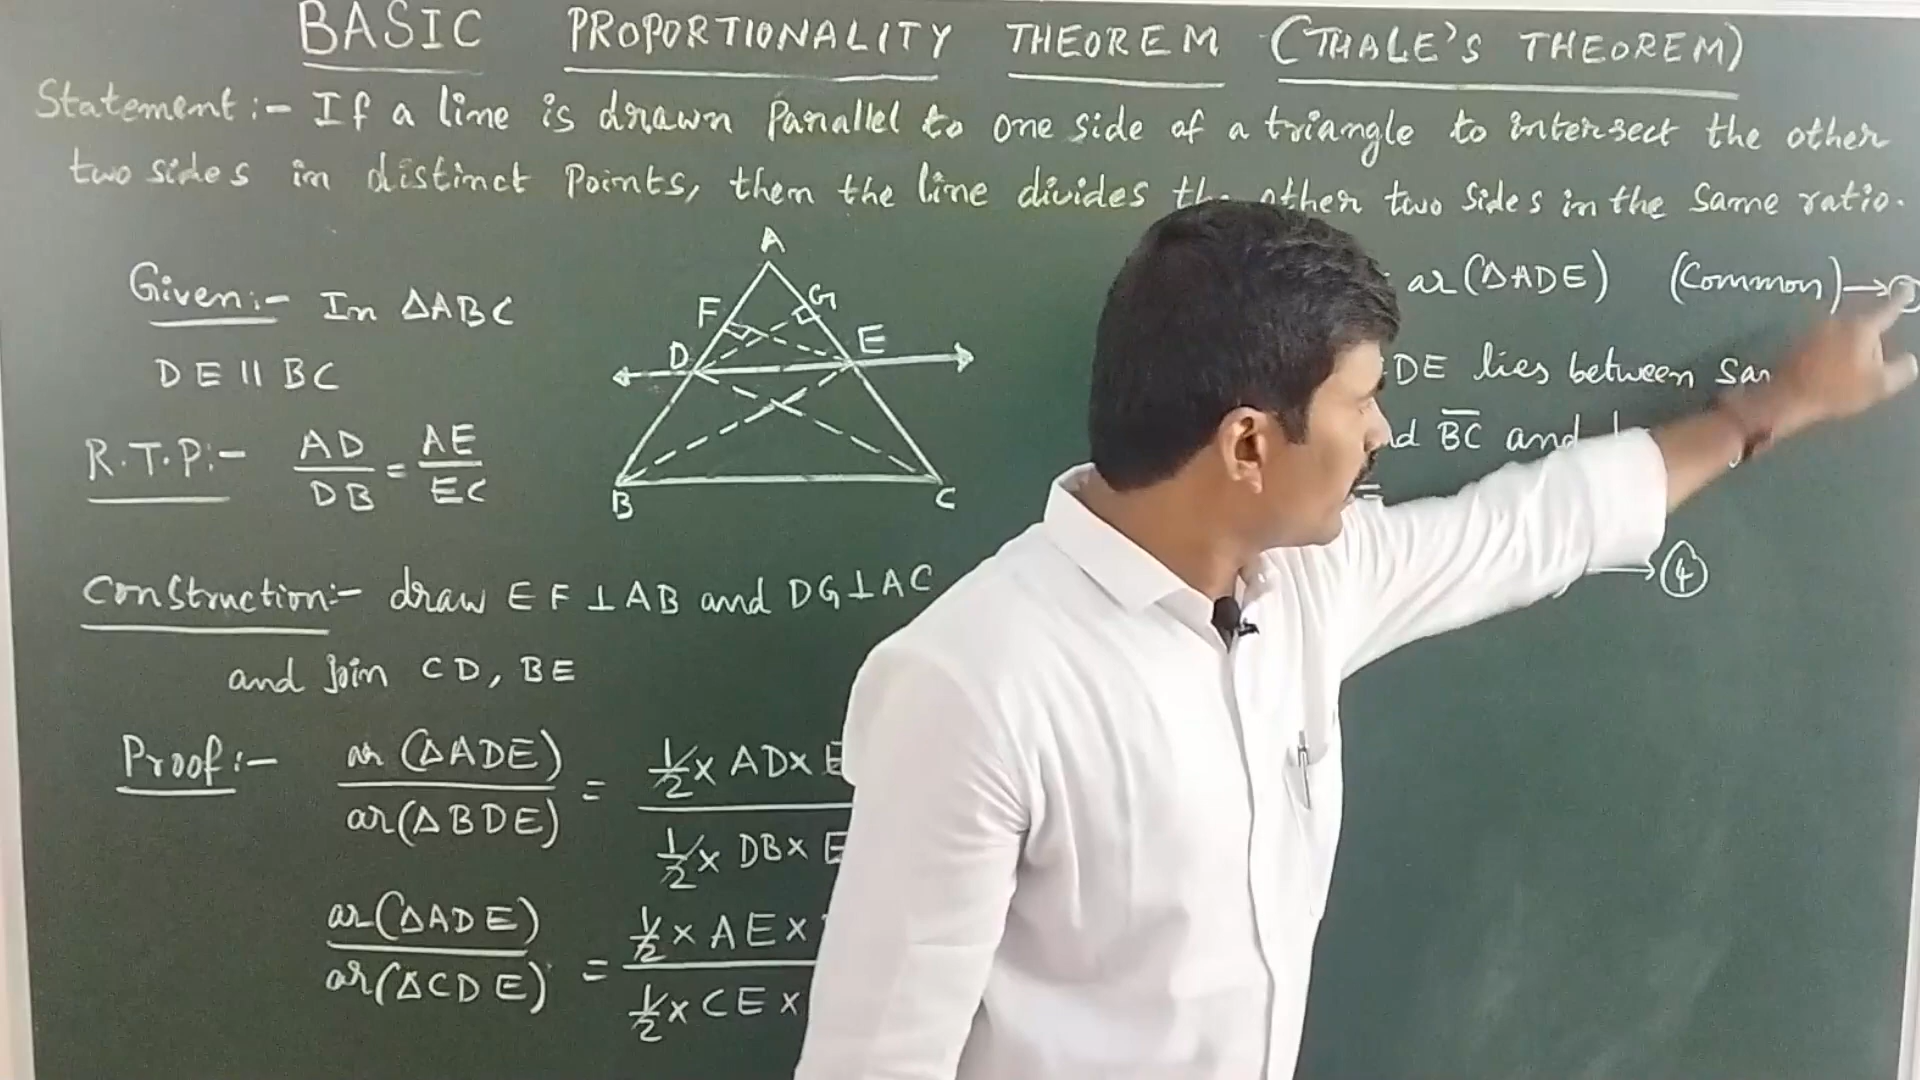 BASIC PROPORTIONALITY THEOREM (THALE'S THEOREM)
Statement:- If a line is drawn Parallel to one side of a triangle to intersect the other
two sides in distinct Points, then the line divides the other two sides in the same ratio.
Given:- In ΔABC
DE || BC
R.T.P:- AD/DB = AE/EC
Construction:- draw EF ⊥ AB and DG ⊥ AC
and Join CD, BE
Proof:- ar(ΔADE)/ar(ΔBDE) = ½ × AD × E / ½ × DB × E
ar(ΔADE)/ar(ΔCDE) = ½ × AE × / ½ × CE ×
A
F
G
D
E
B
C
ar(ΔADE) (Common) →
DE lies between
BC and
→ ④